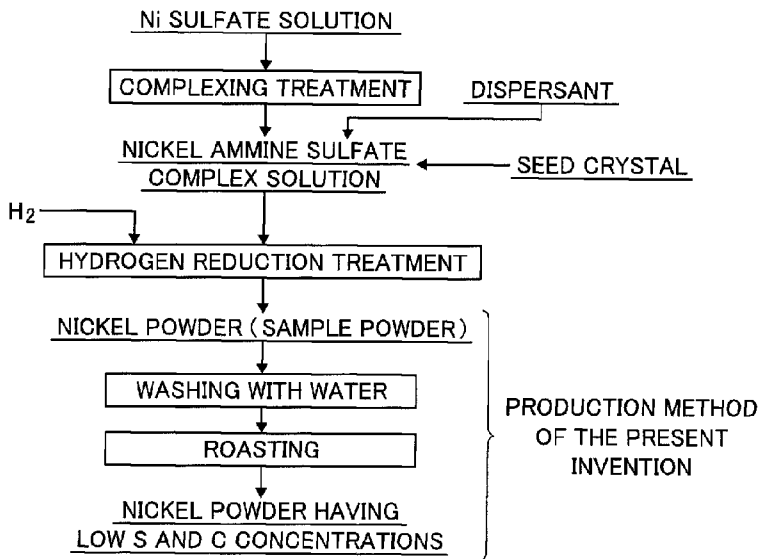 Ni SULFATE SOLUTION
COMPLEXING TREATMENT
DISPERSANT
NICKEL AMMINE SULFATE
COMPLEX SOLUTION
SEED CRYSTAL
H2
HYDROGEN REDUCTION TREATMENT
NICKEL POWDER (SAMPLE POWDER)
WASHING WITH WATER
ROASTING
NICKEL POWDER HAVING
LOW S AND C CONCENTRATIONS
PRODUCTION METHOD
OF THE PRESENT
INVENTION